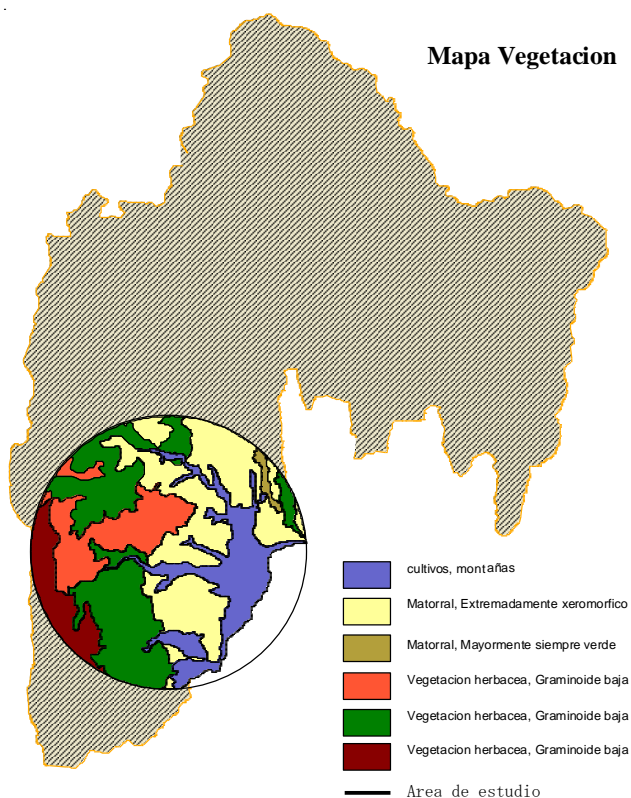 Mapa Vegetacion
cultivos, montañas
Matorral, Extremadamente xeromorfico
Matorral, Mayormente siempre verde
Vegetacion herbacea, Graminoide baja
Vegetacion herbacea, Graminoide baja
Vegetacion herbacea, Graminoide baja
Area de estudio